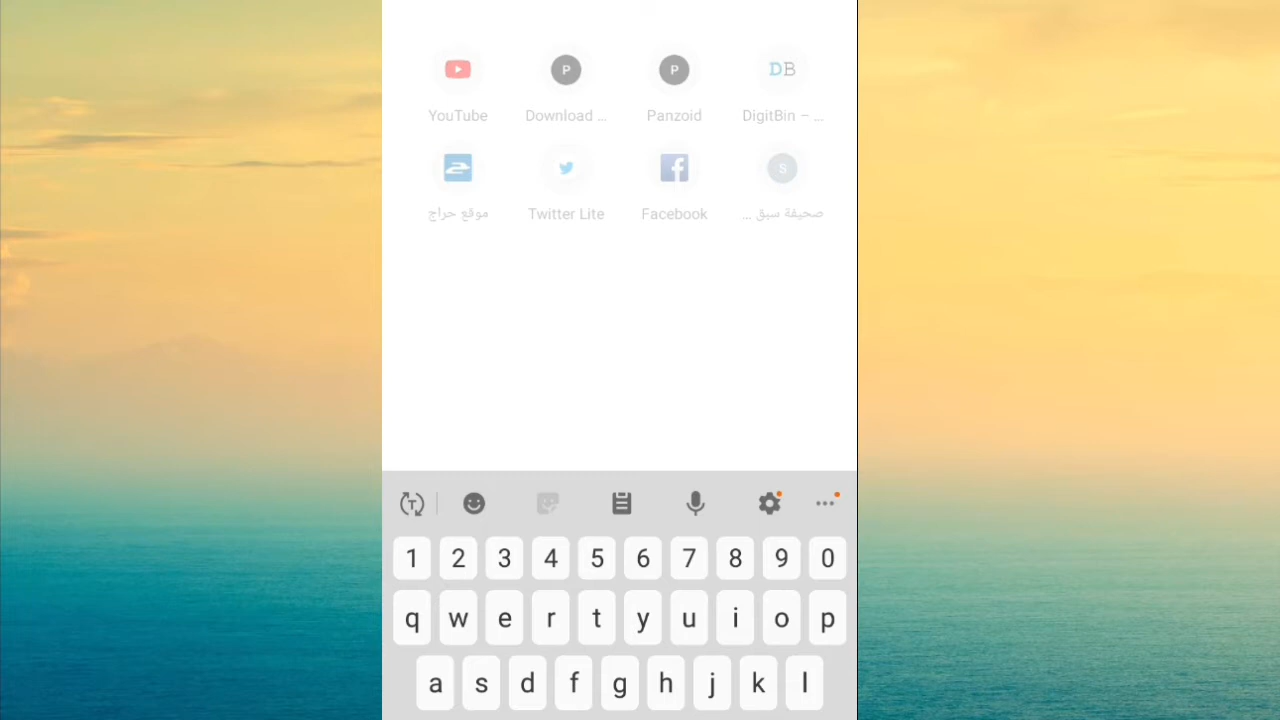 P
P
DB
YouTube
Download ...
Panzoid
DigitBin – ...
f
S
موقع حراج
Twitter Lite
Facebook
صحيفة سبق ...
T
1 2 3 4 5 6 7 8 9 0
q w e r t y u i o p
a s d f g h j k l